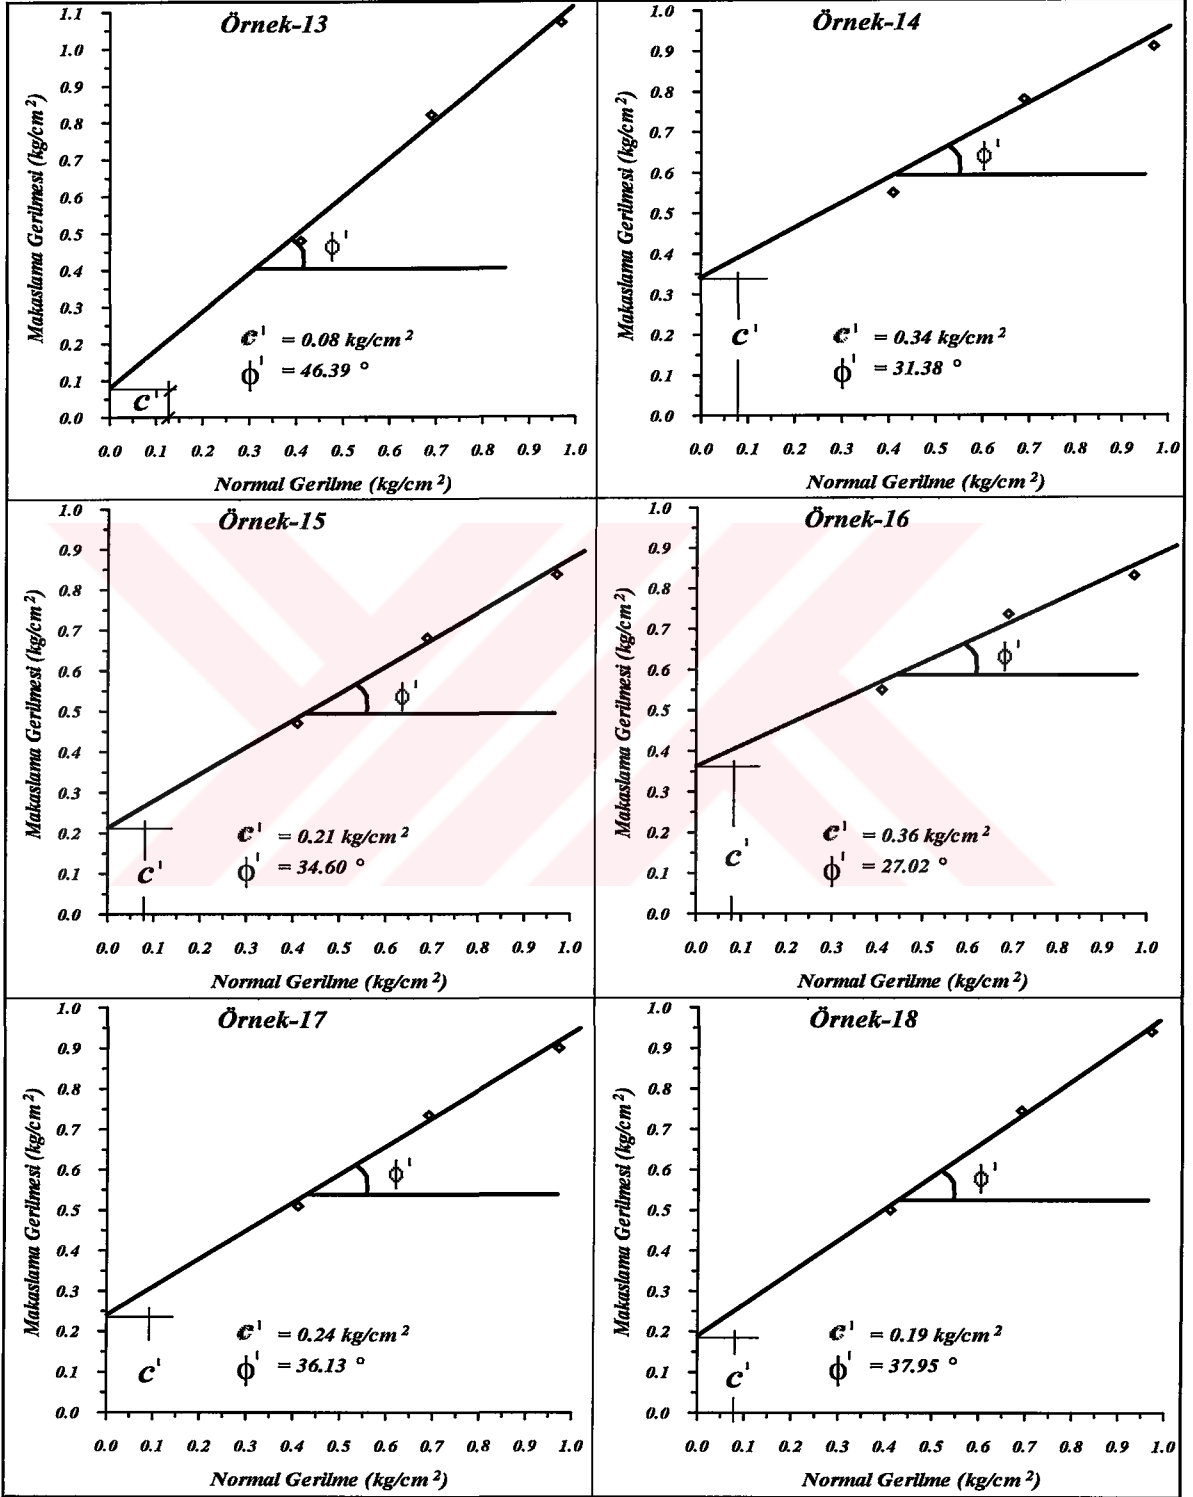 Örnek-13
Makaslama Gerilmesi (kg/cm²)
1.1
1.0
0.9
0.8
0.7
0.6
0.5
0.4
0.3
0.2
0.1
0.0
ϕ'
c' = 0.08 kg/cm²
ϕ' = 46.39 °
c'
0.0 0.1 0.2 0.3 0.4 0.5 0.6 0.7 0.8 0.9 1.0
Normal Gerilme (kg/cm²)
Örnek-14
Makaslama Gerilmesi (kg/cm²)
1.0
0.9
0.8
0.7
0.6
0.5
0.4
0.3
0.2
0.1
0.0
ϕ'
c'
c' = 0.34 kg/cm²
ϕ' = 31.38 °
0.0 0.1 0.2 0.3 0.4 0.5 0.6 0.7 0.8 0.9 1.0
Normal Gerilme (kg/cm²)
Örnek-15
Makaslama Gerilmesi (kg/cm²)
1.0
0.9
0.8
0.7
0.6
0.5
0.4
0.3
0.2
0.1
0.0
ϕ'
c' = 0.21 kg/cm²
ϕ' = 34.60 °
c'
0.0 0.1 0.2 0.3 0.4 0.5 0.6 0.7 0.8 0.9 1.0
Normal Gerilme (kg/cm²)
Örnek-16
Makaslama Gerilmesi (kg/cm²)
1.0
0.9
0.8
0.7
0.6
0.5
0.4
0.3
0.2
0.1
0.0
ϕ'
c' = 0.36 kg/cm²
c'
ϕ' = 27.02 °
0.0 0.1 0.2 0.3 0.4 0.5 0.6 0.7 0.8 0.9 1.0
Normal Gerilme (kg/cm²)
Örnek-17
Makaslama Gerilmesi (kg/cm²)
1.0
0.9
0.8
0.7
0.6
0.5
0.4
0.3
0.2
0.1
0.0
ϕ'
c' = 0.24 kg/cm²
ϕ' = 36.13 °
c'
0.0 0.1 0.2 0.3 0.4 0.5 0.6 0.7 0.8 0.9 1.0
Normal Gerilme (kg/cm²)
Örnek-18
Makaslama Gerilmesi (kg/cm²)
1.0
0.9
0.8
0.7
0.6
0.5
0.4
0.3
0.2
0.1
0.0
ϕ'
c' = 0.19 kg/cm²
ϕ' = 37.95 °
c'
0.0 0.1 0.2 0.3 0.4 0.5 0.6 0.7 0.8 0.9 1.0
Normal Gerilme (kg/cm²)